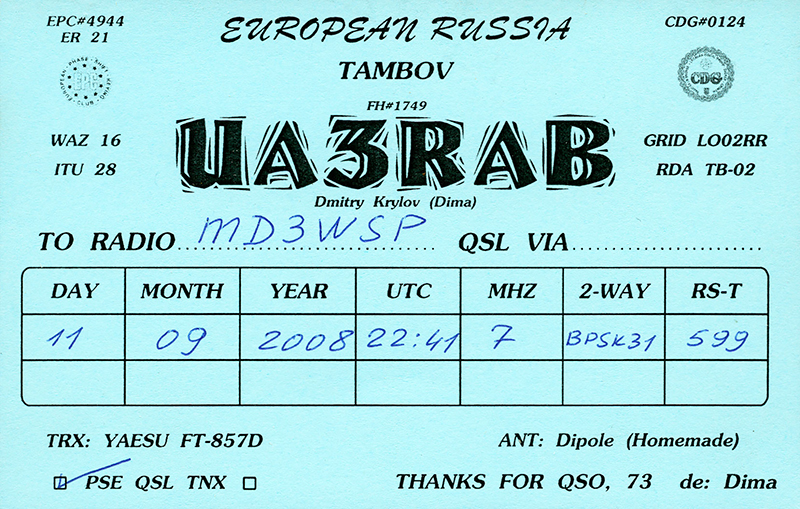 EPC#4944
ER 21
EUROPEAN RUSSIA
CDG#0124
TAMBOV
EPC
CDG
FH#1749
WAZ 16
ITU 28
UA3RAB
GRID LO02RR
RDA TB-02
Dmitry Krylov (Dima)
TO RADIO MD3WSP QSL VIA
DAY MONTH YEAR UTC MHZ 2-WAY RS-T
11 09 2008 22:41 7 BPSK31 599
TRX: YAESU FT-857D ANT: Dipole (Homemade)
PSE QSL TNX THANKS FOR QSO, 73 de: Dima